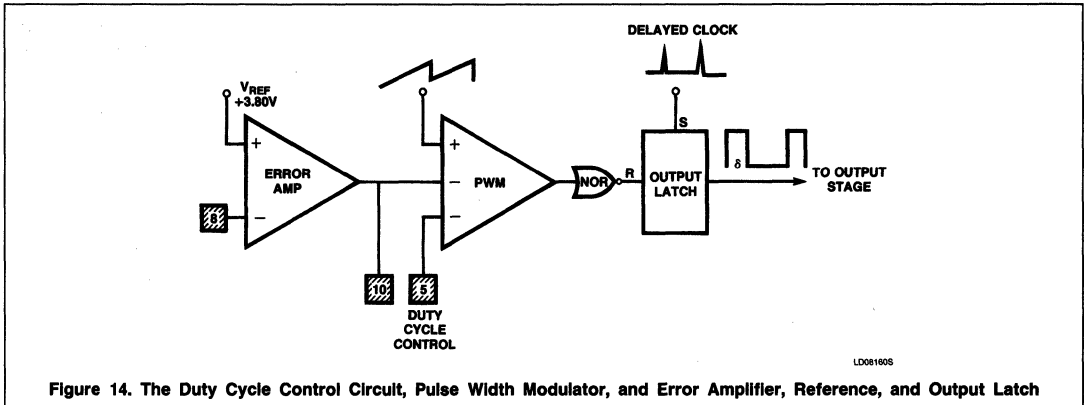 DELAYED CLOCK
VREF
+3.80V
+
ERROR
AMP
8
−
10
+
−
PWM
−
5
DUTY
CYCLE
CONTROL
NOR
R
S
OUTPUT
LATCH
δ
TO OUTPUT
STAGE
LD08160S
Figure 14. The Duty Cycle Control Circuit, Pulse Width Modulator, and Error Amplifier, Reference, and Output Latch